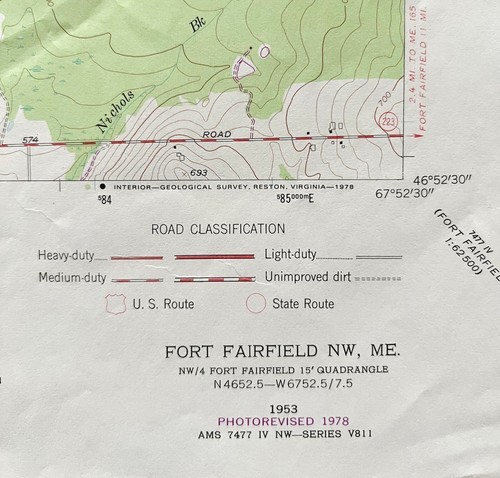 Bk
Nichols
574
ROAD
693
700
223
2.4 MI. TO ME. 165
FORT FAIRFIELD 11 MI.
46°52'30"
67°52'30"
INTERIOR—GEOLOGICAL SURVEY, RESTON, VIRGINIA—1978
⁵84
⁵85⁰⁰⁰ᵐE
7477 IV
(FORT FAIRFIE
1:62 500)
ROAD CLASSIFICATION
Heavy-duty
Light-duty
Medium-duty
Unimproved dirt
U. S. Route
State Route
FORT FAIRFIELD NW, ME.
NW/4 FORT FAIRFIELD 15' QUADRANGLE
N4652.5—W6752.5/7.5
1953
PHOTOREVISED 1978
AMS 7477 IV NW—SERIES V811